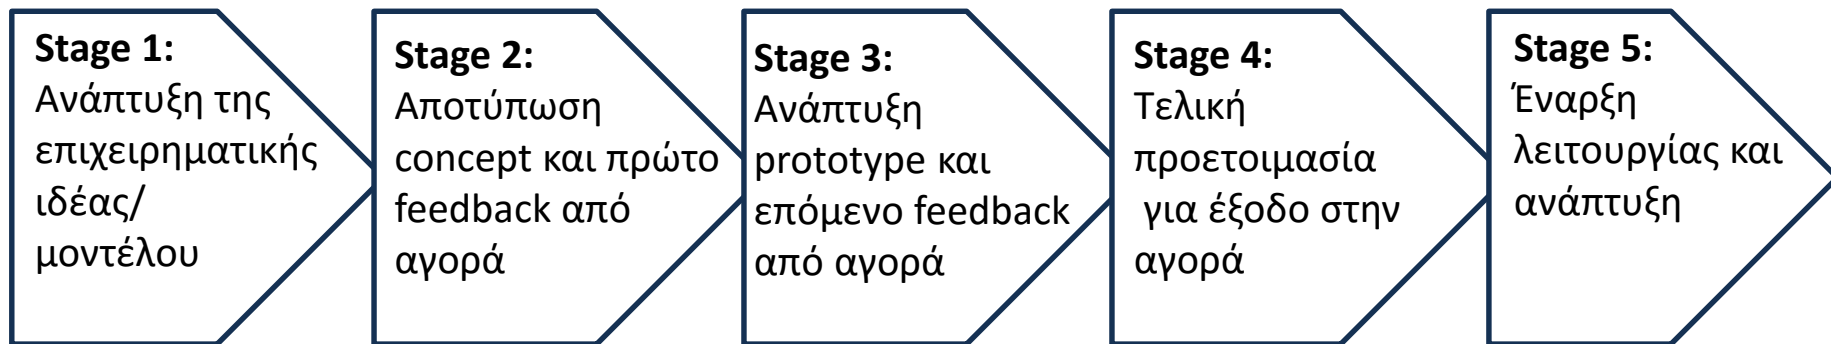 Stage 1:
Ανάπτυξη της
επιχειρηματικής
ιδέας/
μοντέλου
Stage 2:
Αποτύπωση
concept και πρώτο
feedback από
αγορά
Stage 3:
Ανάπτυξη
prototype και
επόμενο feedback
από αγορά
Stage 4:
Τελική
προετοιμασία
για έξοδο στην
αγορά
Stage 5:
Έναρξη
λειτουργίας και
ανάπτυξη